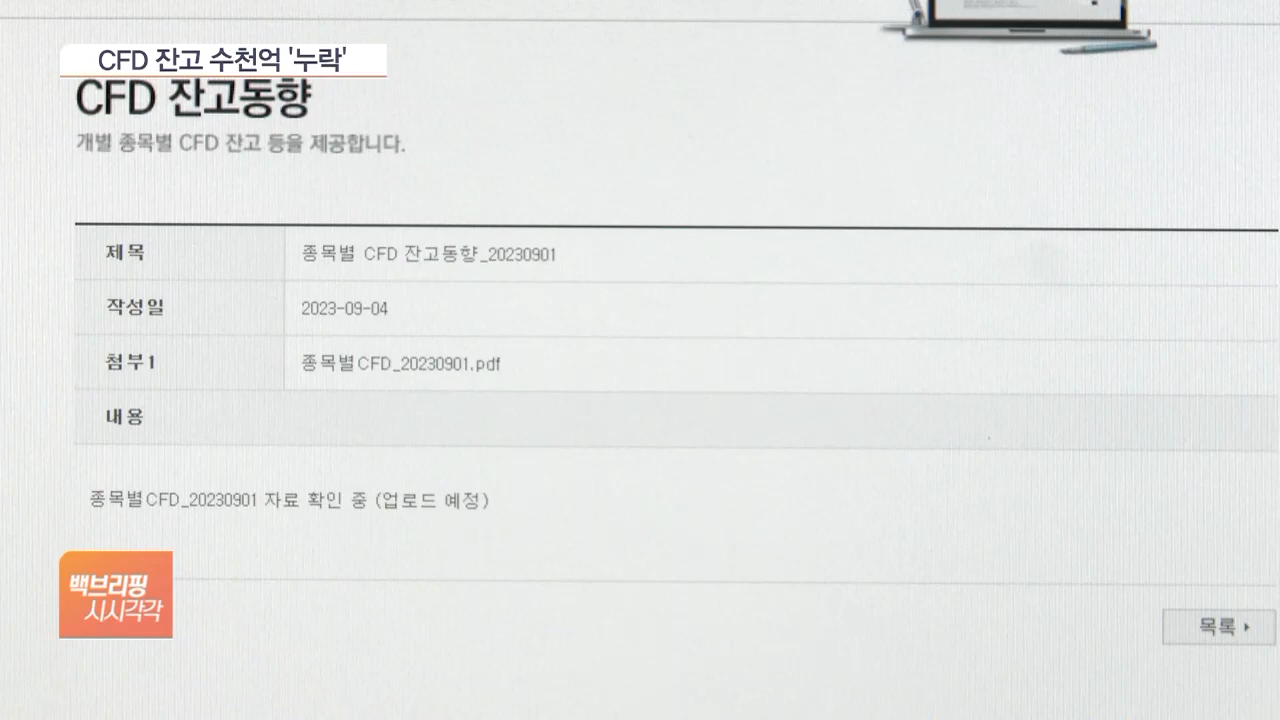 CFD 잔고 수천억 '누락'
CFD 잔고동향
개별 종목별 CFD 잔고 등을 제공합니다.
제목
종목별 CFD 잔고동향_20230901
작성일
2023-09-04
첨부1
종목별CFD_20230901.pdf
내용
종목별CFD_20230901 자료 확인 중 (업로드 예정)
백브리핑
시시각각
목록